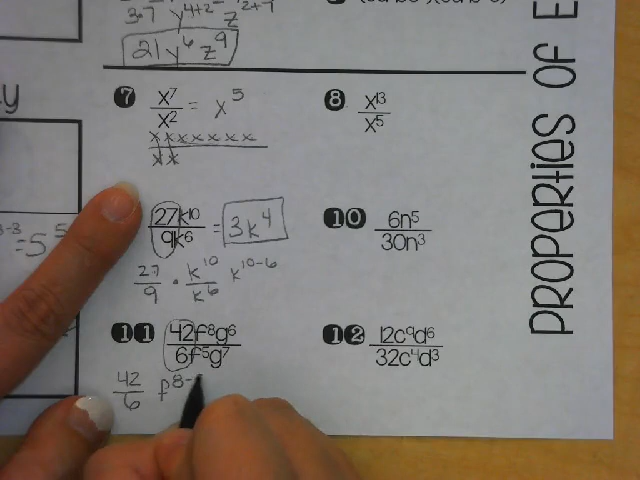 3·7 y⁴⁺² z²⁺⁷
21y⁶z⁹
7 x⁷/x² = x⁵
xxxxxxx
xx
8 x¹³/x⁵
27k¹⁰/9k⁶ = 3k⁴
27/9 · k¹⁰/k⁶ k¹⁰⁻⁶
10 6n⁵/30n³
11 42f⁸g⁶/6f⁵g⁷
42/6 f⁸⁻
12 12c⁹d⁶/32c⁴d³
-3 = 5⁵
y
PROPERTIES OF E